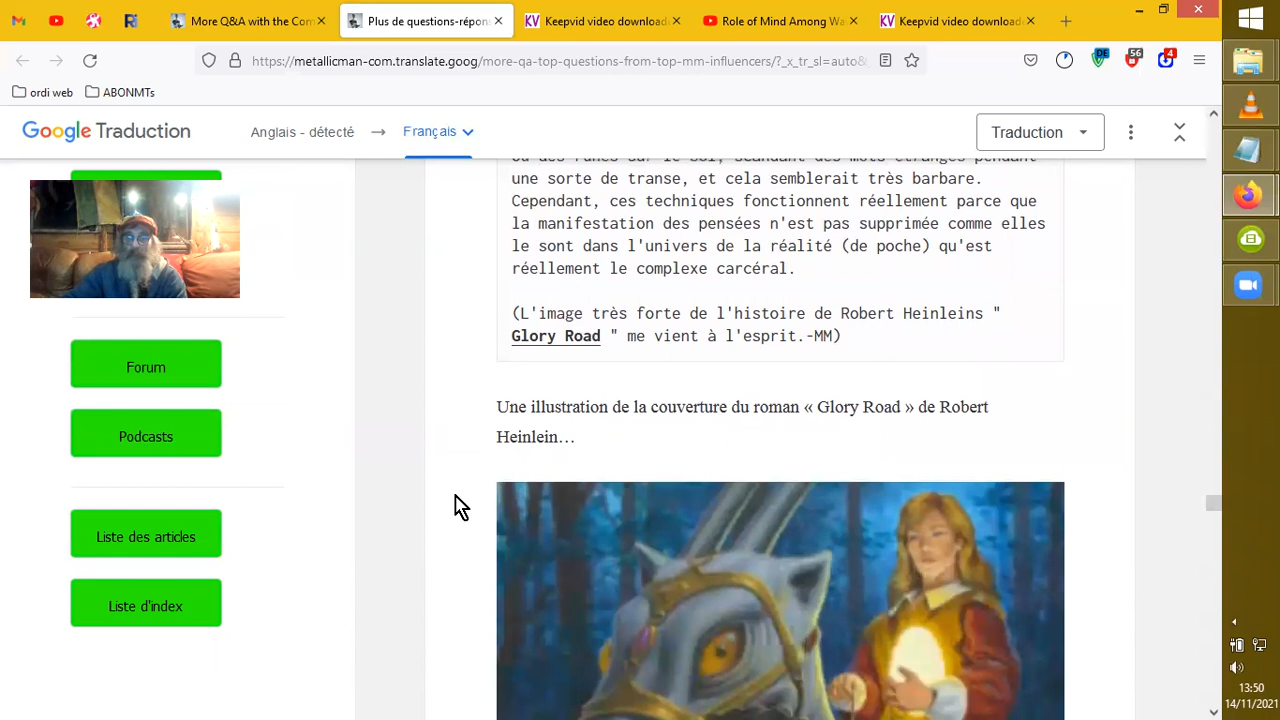 More Q&A with the Com
Plus de questions-répon
Keepvid video download
Role of Mind Among Wa
Keepvid video download
https://metallicman-com.translate.goog/more-qa-top-questions-from-top-mm-influencers/?_x_tr_sl=auto&
DE
56
4
ordi web
ABONMTs
Google Traduction
Anglais - détecté
Français
Traduction
une sorte de transe, et cela semblerait très barbare.
Cependant, ces techniques fonctionnent réellement parce que
la manifestation des pensées n'est pas supprimée comme elles
le sont dans l'univers de la réalité (de poche) qu'est
réellement le complexe carcéral.
(L'image très forte de l'histoire de Robert Heinleins "
Glory Road " me vient à l'esprit.-MM)
Une illustration de la couverture du roman « Glory Road » de Robert
Heinlein…
Forum
Podcasts
Liste des articles
Liste d'index
13:50
14/11/2021